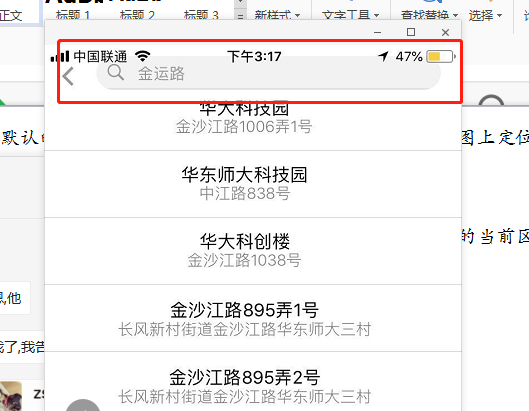 正文
标题 1
标题 2
标题 3
新样式
文字工具
查找替换
选择
中国联通
下午3:17
47%
金运路
华大科技园
金沙江路1006弄1号
默认的
图上定位
华东师大科技园
中江路838号
的当前区
华大科创楼
金沙江路1038号
,他
金沙江路895弄1号
长风新村街道金沙江路华东师大三村
了,我告
金沙江路895弄2号
长风新村街道金沙江路华东师大三村